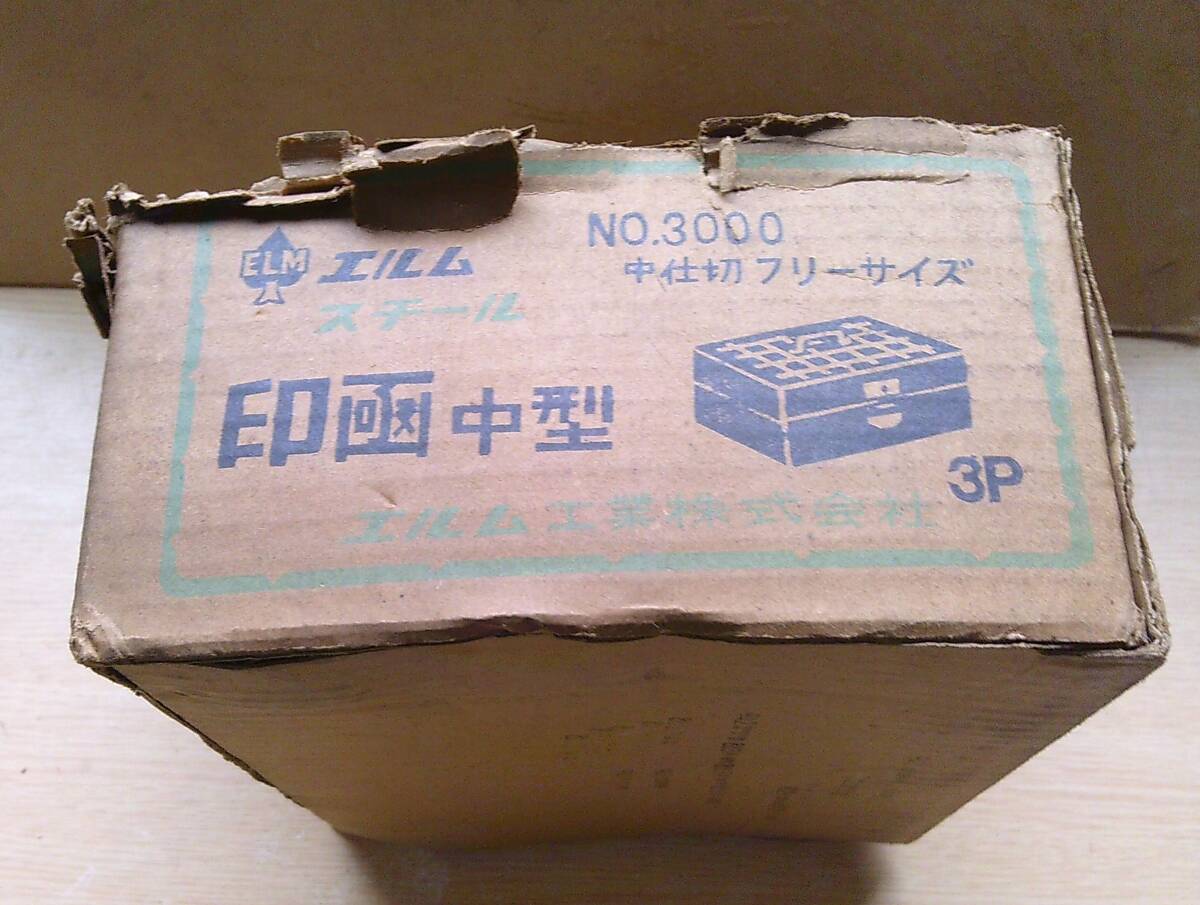 NO.3000
ELM エルム
中仕切フリーサイズ
スチール
印函中型
3P
エルム工業株式会社